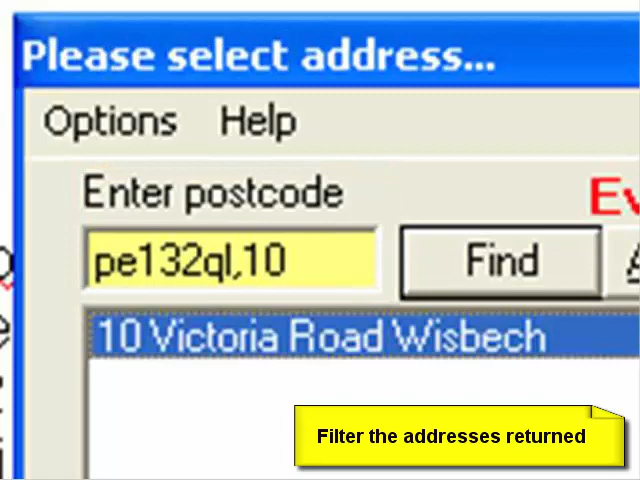 Please select address...
Options Help
Enter postcode
pe132ql,10 Find
10 Victoria Road Wisbech
Filter the addresses returned